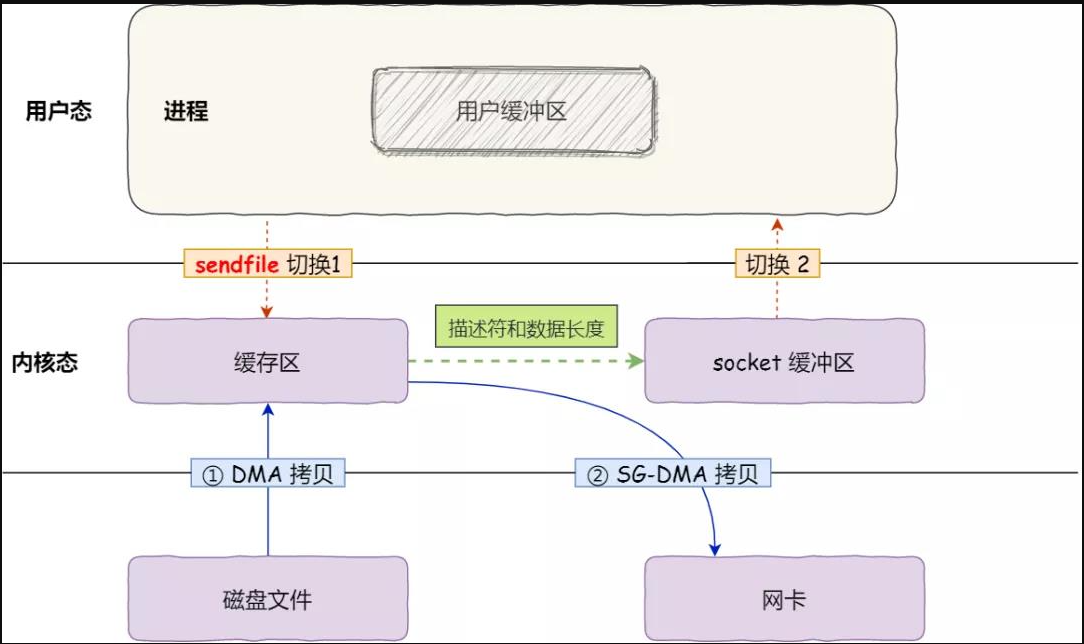 用户态
进程
用户缓冲区
sendfile 切换1
切换 2
描述符和数据长度
内核态
缓存区
socket 缓冲区
① DMA 拷贝
② SG-DMA 拷贝
磁盘文件
网卡